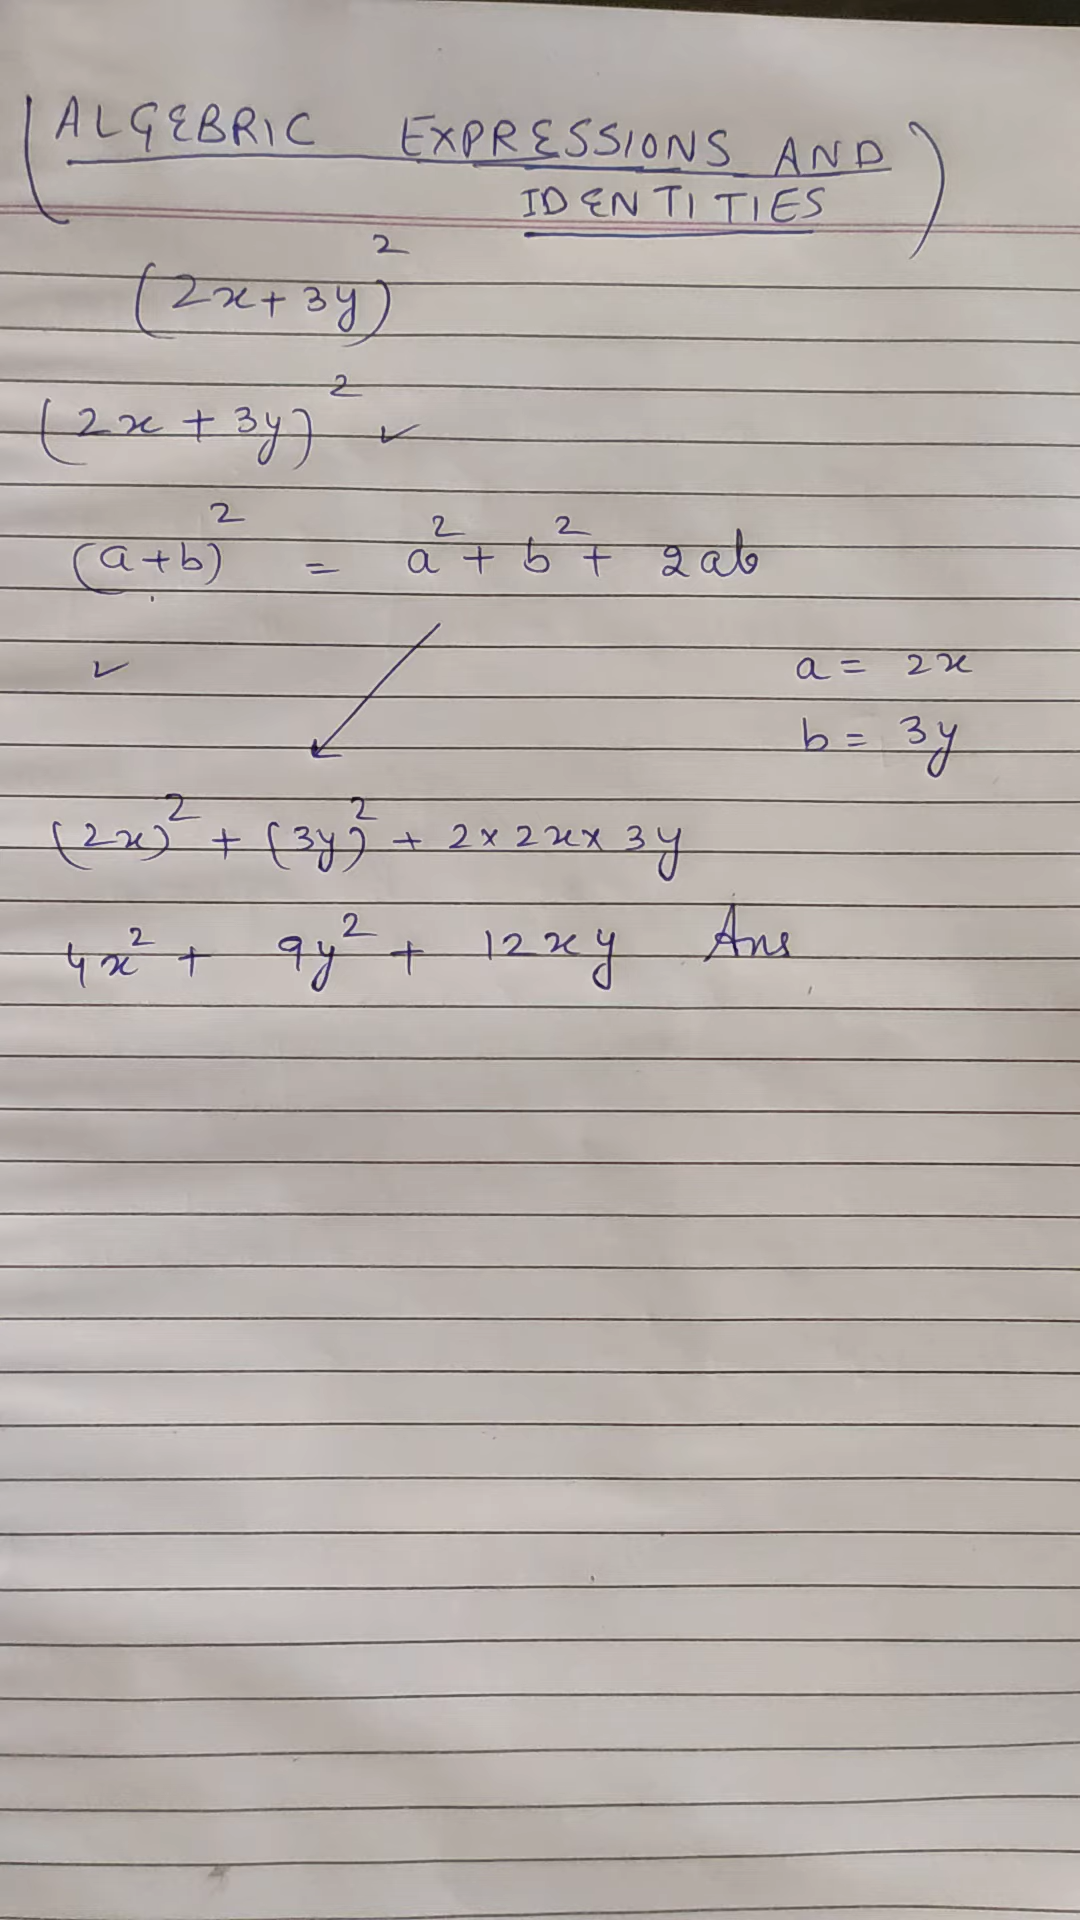 (ALGEBRIC EXPRESSIONS AND
IDENTITIES)
(2x+3y)²
(2x+3y)² ✓
(a+b)² = a²+b²+ 2ab
✓ a= 2x
b= 3y
(2x)²+(3y)²+2×2x×3y
4x²+ 9y²+ 12xy Ans